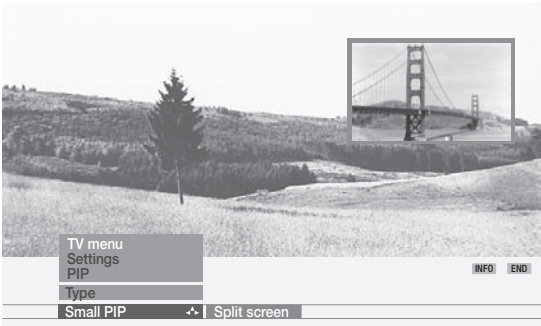 TV menu
Settings
PIP
INFO END
Type
Small PIP Split screen